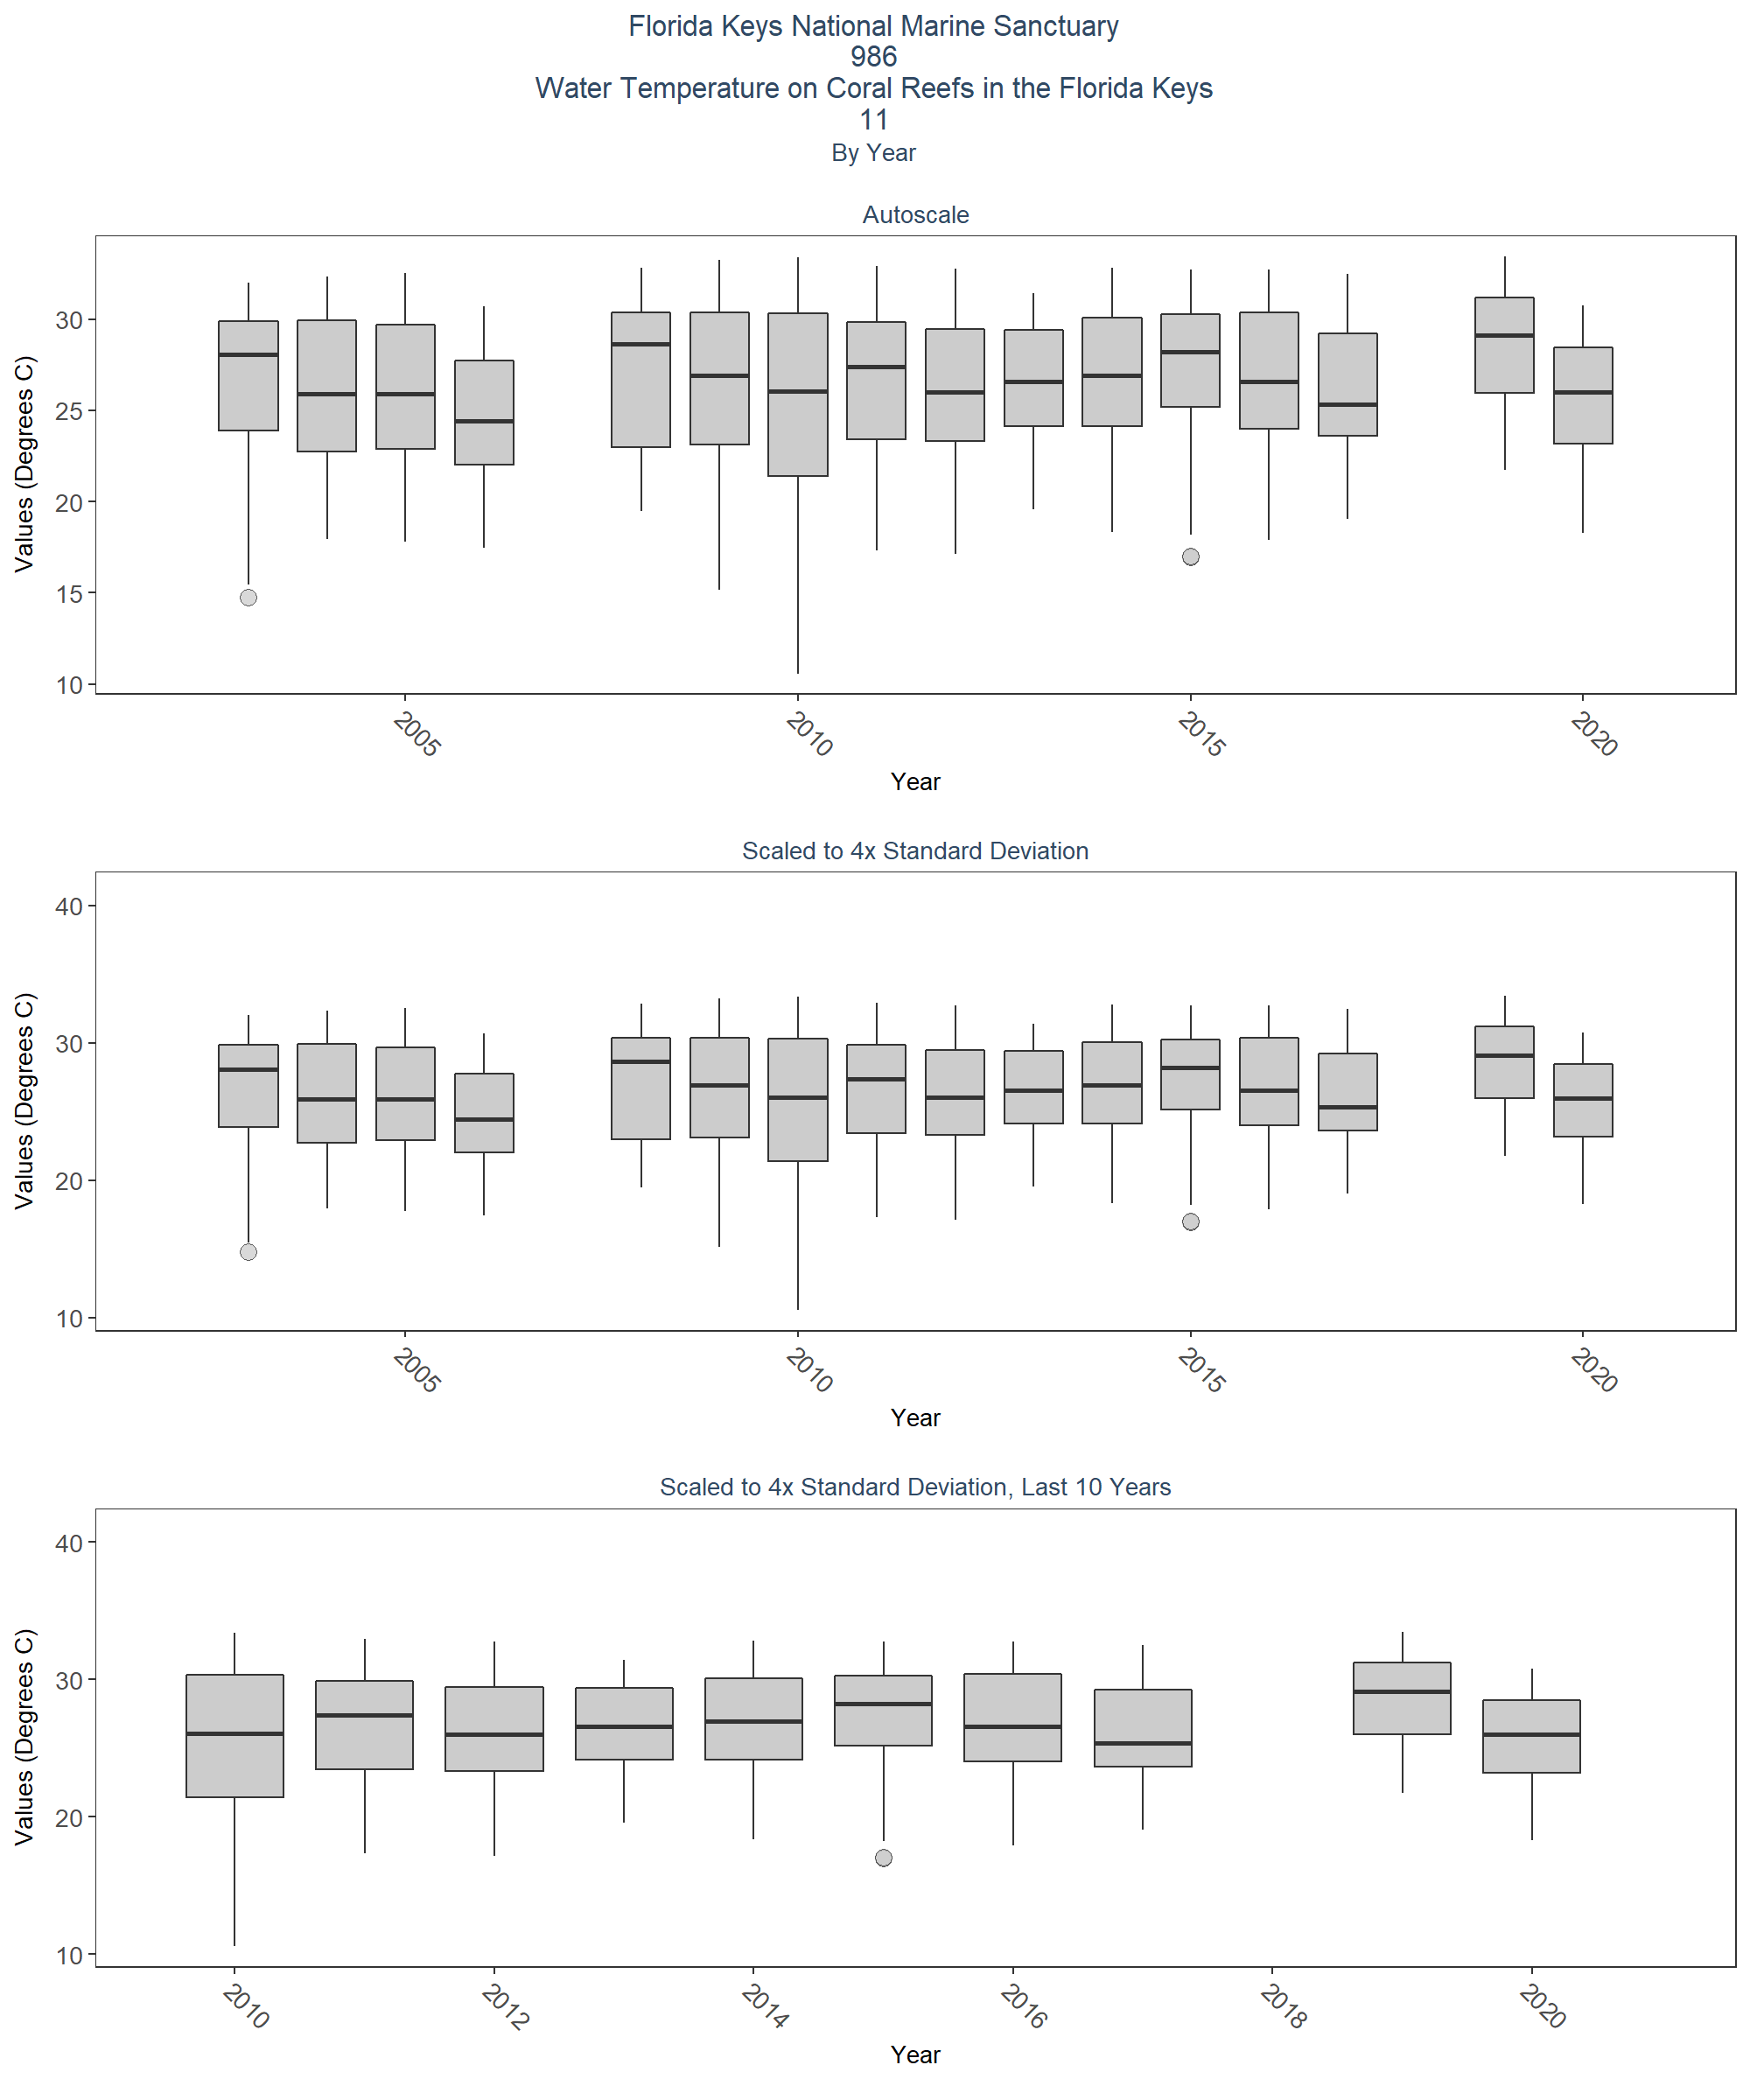 Florida Keys National Marine Sanctuary
986
Water Temperature on Coral Reefs in the Florida Keys
11
By Year
Autoscale
Values (Degrees C)
30
25
20
15
10
2005
2010
2015
2020
Year
Scaled to 4x Standard Deviation
Values (Degrees C)
40
30
20
10
2005
2010
2015
2020
Year
Scaled to 4x Standard Deviation, Last 10 Years
Values (Degrees C)
40
30
20
10
2010
2012
2014
2016
2018
2020
Year